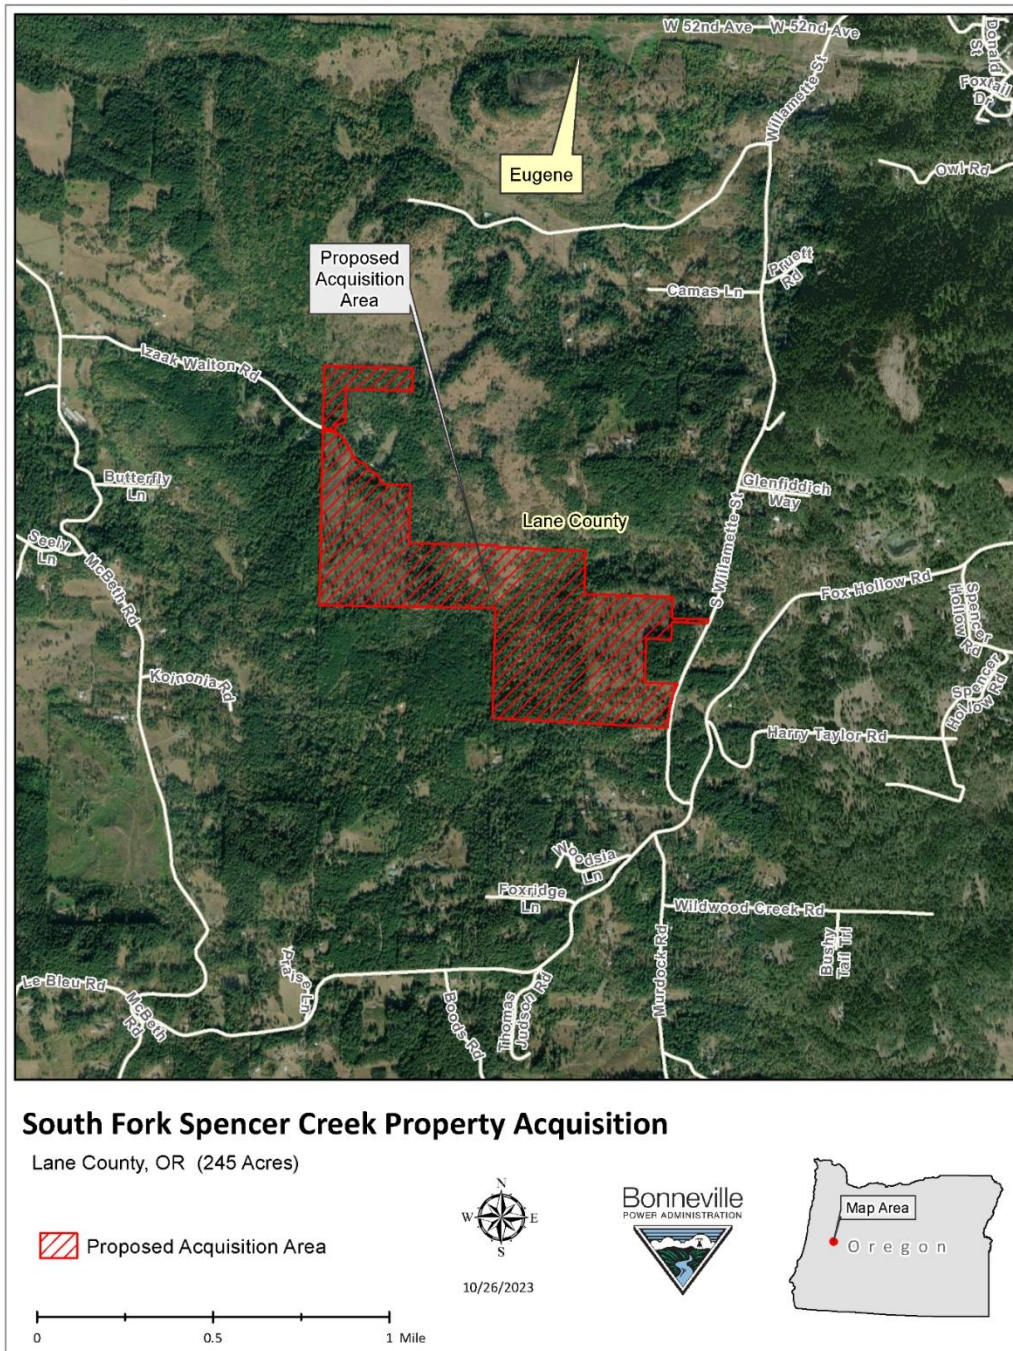 W 52nd Ave
W 52nd Ave
Donald St
Foxtail Dr
Willamette St
Owl Rd
Eugene
Proposed
Acquisition
Area
Pruett
Rd
Camas Ln
Izaak Walton Rd
Butterfly
Ln
Glenfiddich
Way
Lane County
S Willamette St
Seely
Ln
McBeth Rd
Fox Hollow Rd
Spencer
Hollow Rd
Spencer
Hollow Rd
Koinonia Rd
Harry Taylor Rd
Woodsia
Ln
Foxridge
Ln
Wildwood Creek Rd
Bushy
Tail Trl
Murdock Rd
Praise Ln
Le Bleu Rd
McBeth
Rd
Boods Rd
Thomas
Judson Rd
South Fork Spencer Creek Property Acquisition
Lane County, OR (245 Acres)
Proposed Acquisition Area
0 0.5 1 Mile
N
W E
S
10/26/2023
Bonneville
POWER ADMINISTRATION
Map Area
Oregon